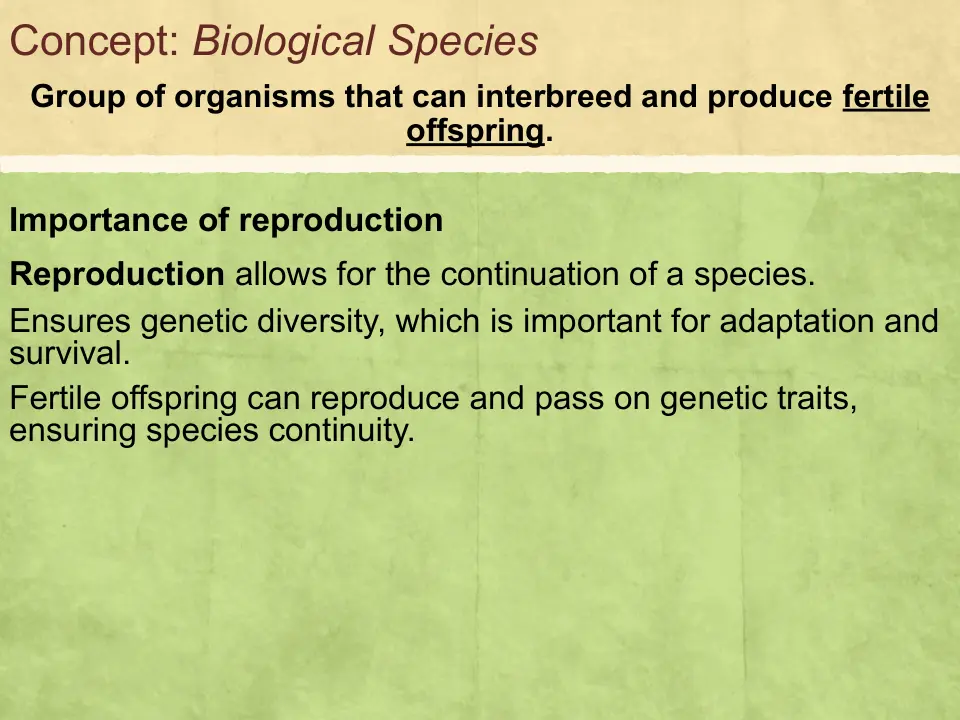 Concept: Biological Species
Group of organisms that can interbreed and produce fertile
offspring.
Importance of reproduction
Reproduction allows for the continuation of a species.
Ensures genetic diversity, which is important for adaptation and
survival.
Fertile offspring can reproduce and pass on genetic traits,
ensuring species continuity.